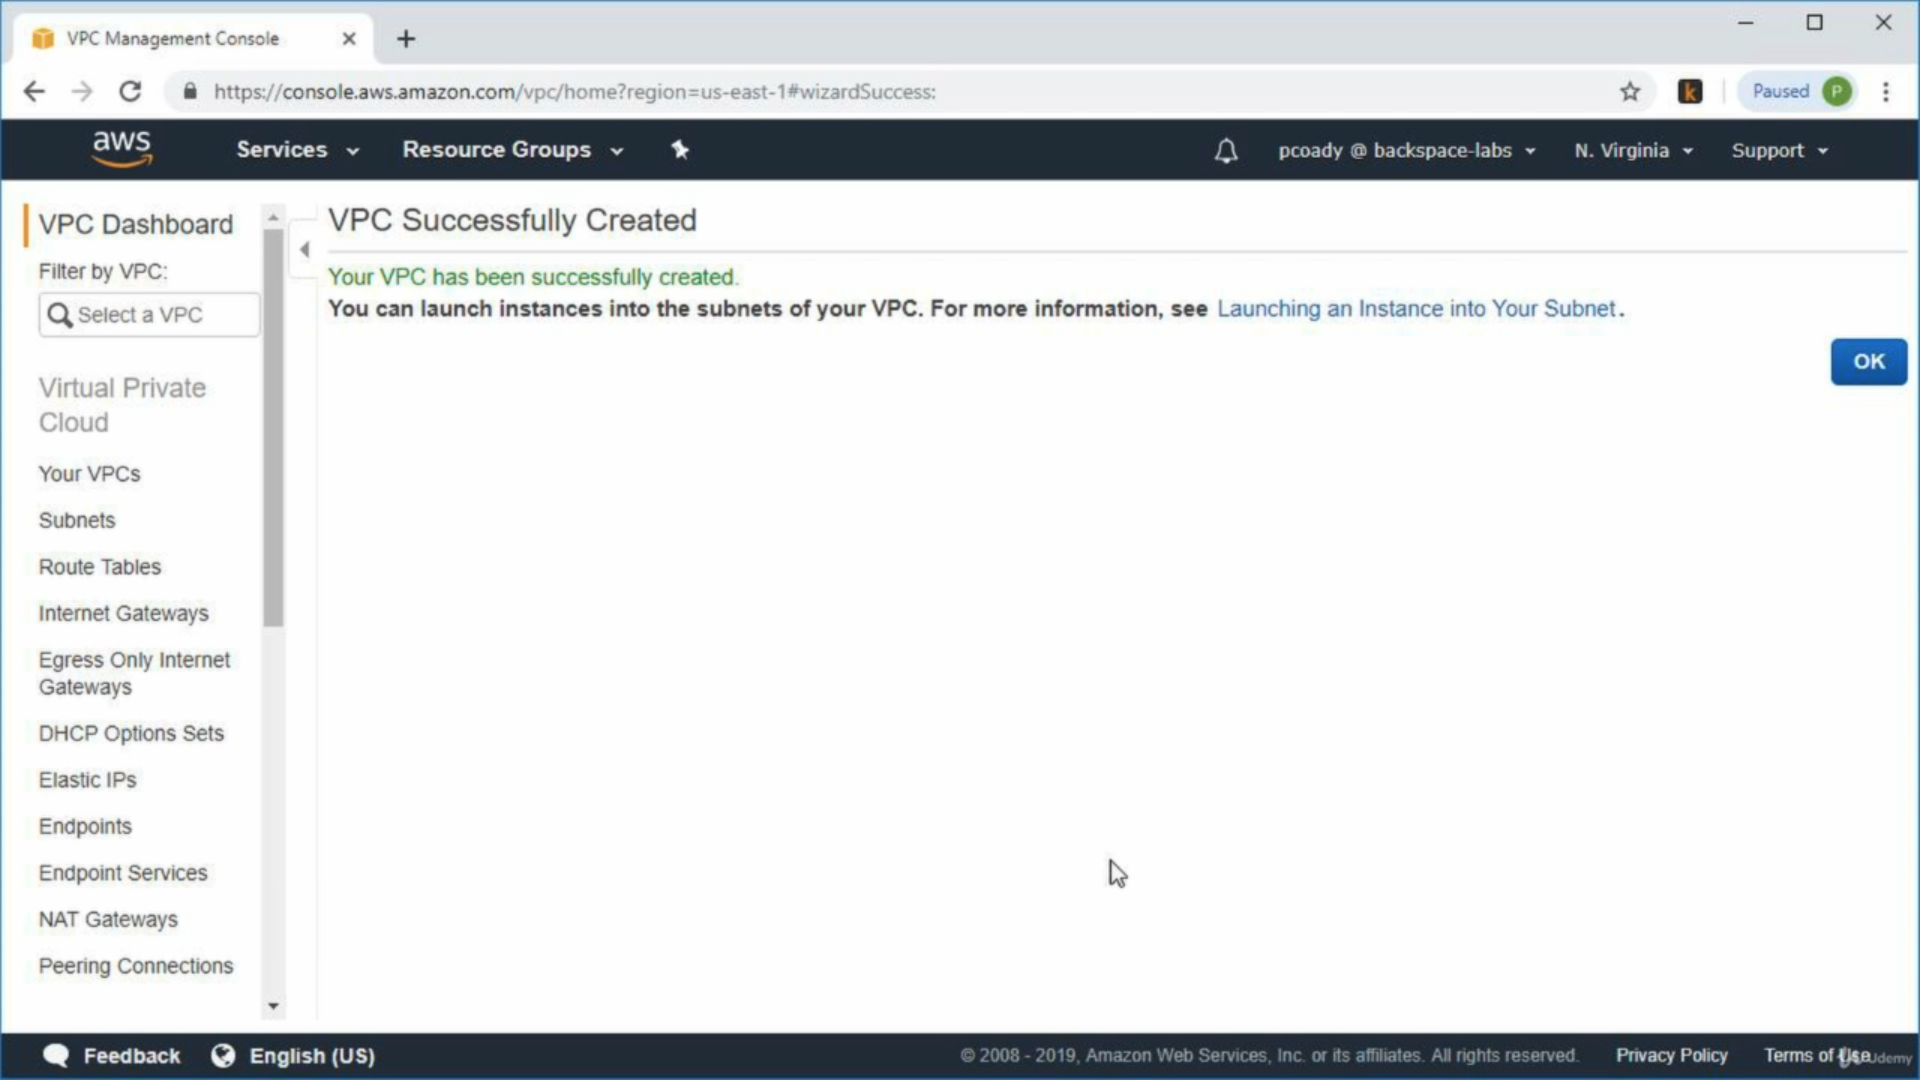 VPC Management Console
https://console.aws.amazon.com/vpc/home?region=us-east-1#wizardSuccess:
k
Paused P
aws Services Resource Groups pcoady @ backspace-labs N. Virginia Support
VPC Dashboard
Filter by VPC:
Select a VPC
Virtual Private
Cloud
Your VPCs
Subnets
Route Tables
Internet Gateways
Egress Only Internet
Gateways
DHCP Options Sets
Elastic IPs
Endpoints
Endpoint Services
NAT Gateways
Peering Connections
VPC Successfully Created
Your VPC has been successfully created.
You can launch instances into the subnets of your VPC. For more information, see Launching an Instance into Your Subnet.
OK
Feedback English (US) © 2008 - 2019, Amazon Web Services, Inc. or its affiliates. All rights reserved. Privacy Policy Terms of Use
Udemy